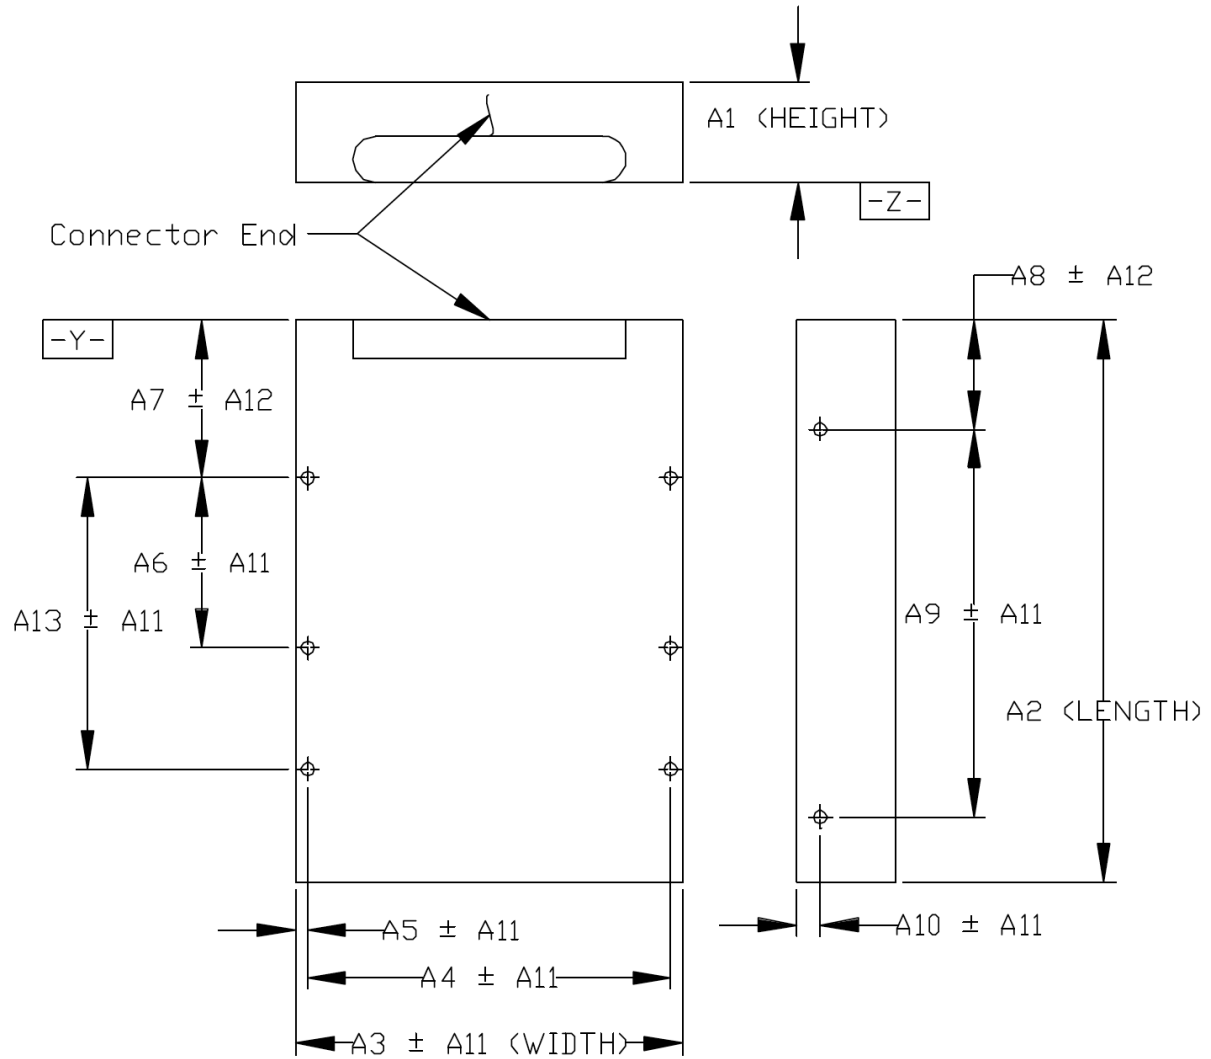 A1 (HEIGHT)
-Z-
Connector End
A8 ± A12
-Y-
A7 ± A12
A6 ± A11
A13 ± A11
A9 ± A11
A2 (LENGTH)
A5 ± A11
A10 ± A11
A4 ± A11
A3 ± A11 (WIDTH)